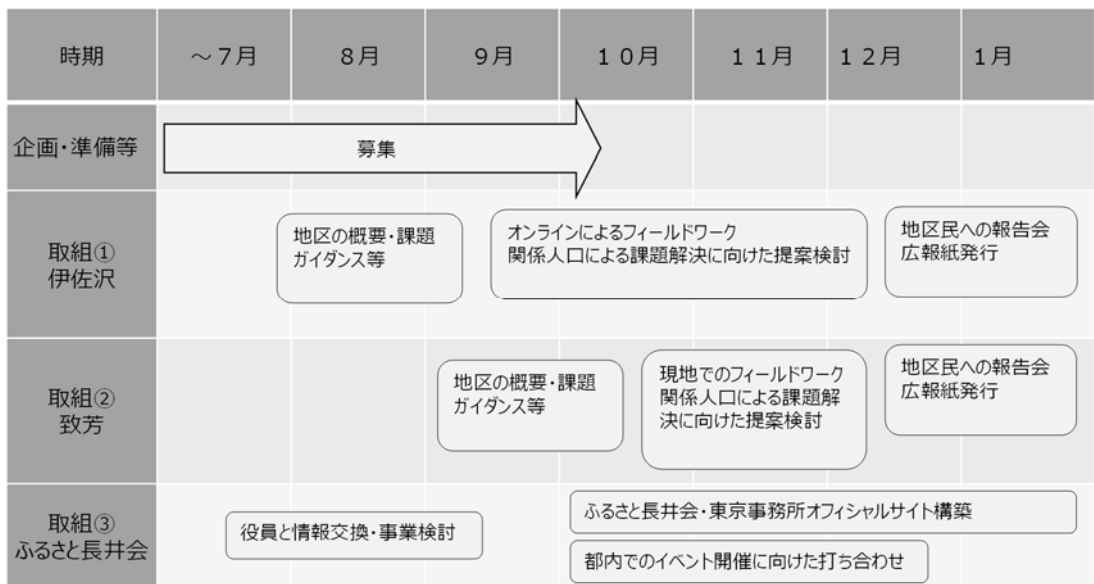 時期
～７月
８月
９月
１０月
１１月
１２月
１月
企画・準備等
募集
取組①
伊佐沢
地区の概要・課題
ガイダンス等
オンラインによるフィールドワーク
関係人口による課題解決に向けた提案検討
地区民への報告会
広報紙発行
取組②
致芳
地区の概要・課題
ガイダンス等
現地でのフィールドワーク
関係人口による課題解
決に向けた提案検討
地区民への報告会
広報紙発行
取組③
ふるさと長井会
役員と情報交換・事業検討
ふるさと長井会・東京事務所オフィシャルサイト構築
都内でのイベント開催に向けた打ち合わせ